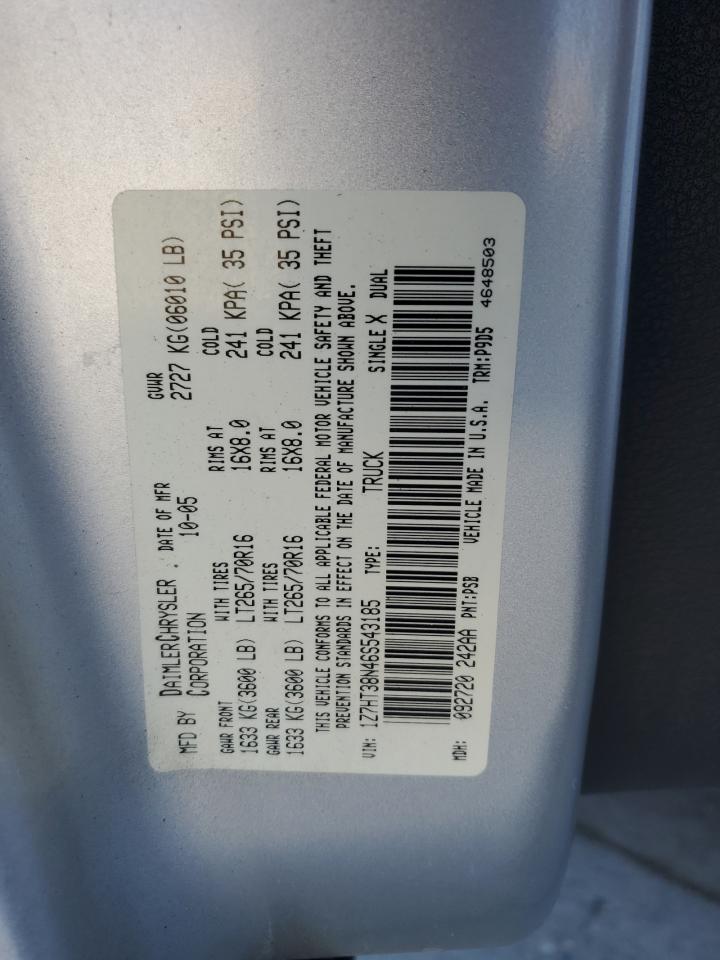 MFD BY DAIMLERCHRYSLER . DATE OF MFR GVWR
CORPORATION 10-05 2727 KG(06010 LB)
GAWR FRONT WITH TIRES RIMS AT COLD
1633 KG(3600 LB) LT265/70R16 16X8.0 241 KPA( 35 PSI)
GAWR REAR WITH TIRES RIMS AT COLD
1633 KG(3600 LB) LT265/70R16 16X8.0 241 KPA( 35 PSI)
THIS VEHICLE CONFORMS TO ALL APPLICABLE FEDERAL MOTOR VEHICLE SAFETY AND THEFT
PREVENTION STANDARDS IN EFFECT ON THE DATE OF MANUFACTURE SHOWN ABOVE.
VIN: 1Z7HT38N46S543185 TYPE: TRUCK SINGLE X DUAL
MDH: 092720 242AA PNT:PSB VEHICLE MADE IN U.S.A. TRM:P9D5 4648503